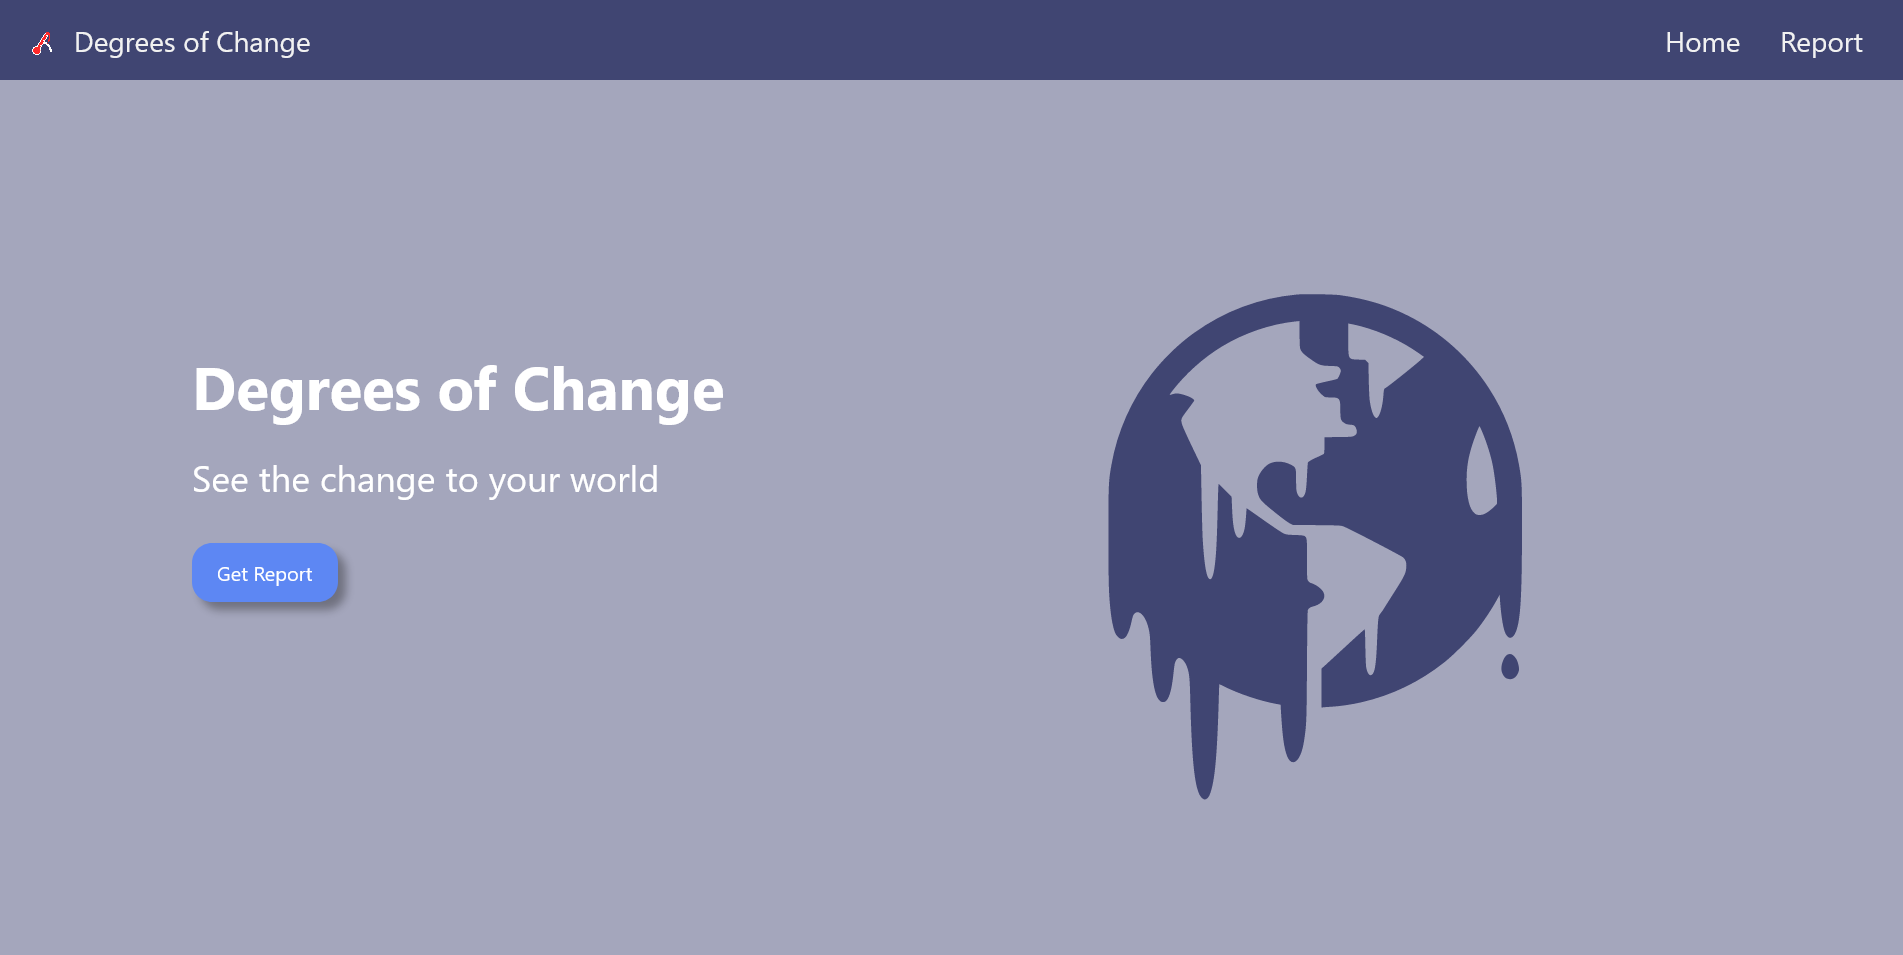 Degrees of Change
Home
Report
Degrees of Change
See the change to your world
Get Report